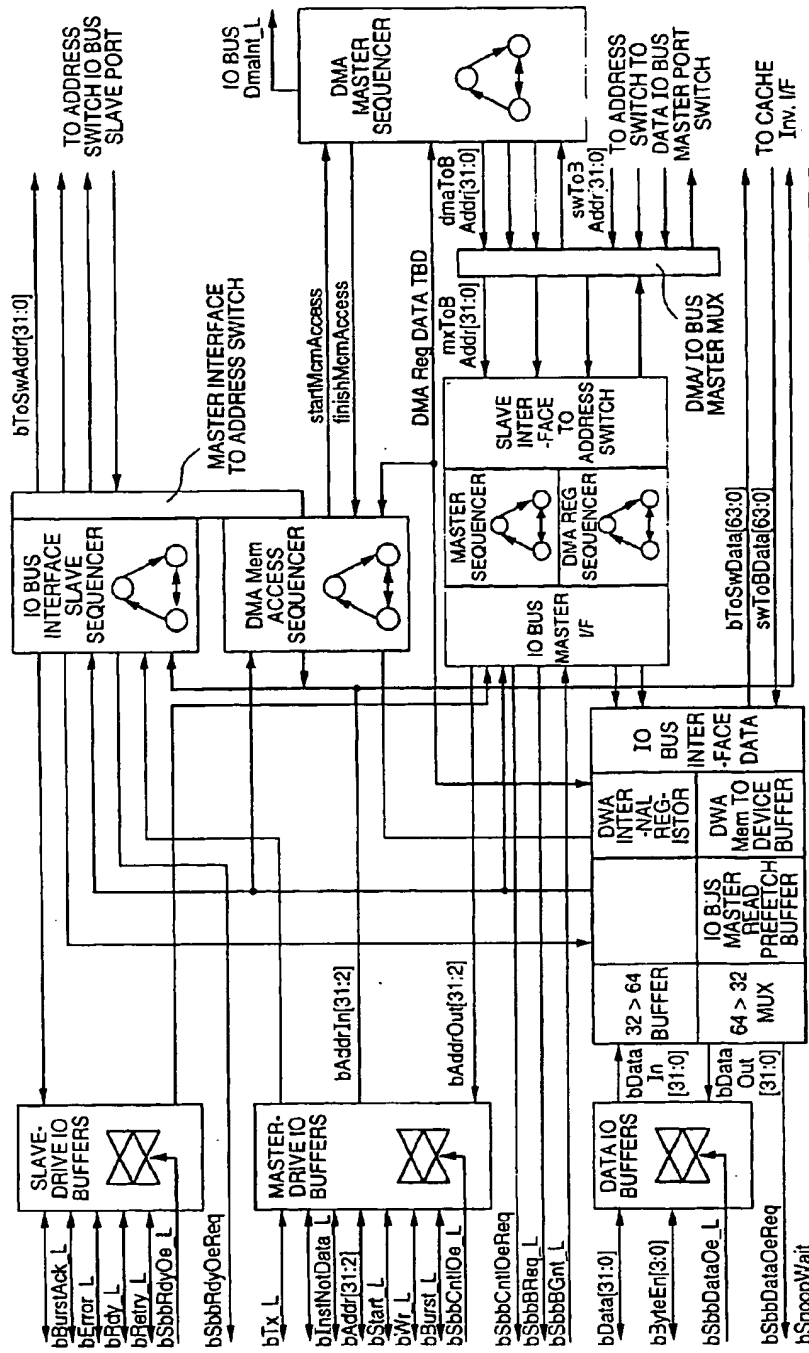 bBurstAck_L
bError_L
bRdy_L
bRetry_L
bSbbRdyOe_L
bSbbRdyOeReq
bTx_L
bInstNotData_L
bAddr[31:2]
bStart_L
bWr_L
bBurst_L
bSbbCntlOe_L
bSbbCntlOeReq
bSbbBReq_L
bSbbBGnt_L
bData[31:0]
bByteEn[3:0]
bSbbDataOe_L
bSbbDataOeReq
bSnoopWait
SLAVE-
DRIVE IO
BUFFERS
MASTER-
DRIVE IO
BUFFERS
DATA IO
BUFFERS
bAddrIn[31:2]
bAddrOut[31:2]
bData
In
[31:0]
bData
Out
[31:0]
32 > 64
BUFFER
64 > 32
MUX
IO BUS
MASTER
READ
PREFETCH
BUFFER
DWA
INTER
-NAL
REG-
ISTOR
DWA
Mem TO
DEVICE
BUFFER
IO
BUS
INTER
-FACE
DATA
IO BUS
INTERFACE
SLAVE
SEQUENCER
DMA Mem
ACCESS
SEQUENCER
IO BUS
MASTER
I/F
MASTER
SEQUENCER
DMA REG
SEQUENCER
SLAVE
INTER
-FACE
TO
ADDRESS
SWITCH
MASTER INTERFACE
TO ADDRESS SWITCH
bToSwAddr[31:0]
TO ADDRESS
SWITCH IO BUS
SLAVE PORT
startMemAccess
finishMemAccess
DMA Reg DATA TBD
mxToB
Addr[31:0]
dmaToB
Addr[31:0]
swToB
Addr[31:0]
DMA
MASTER
SEQUENCER
IO BUS
DmaInt_L
TO ADDRESS
SWITCH TO
DATA IO BUS
MASTER PORT
SWITCH
DMA/ IO BUS
MASTER MUX
bToSwData[63:0]
swToBData[63:0]
TO CACHE
Inv. I/F